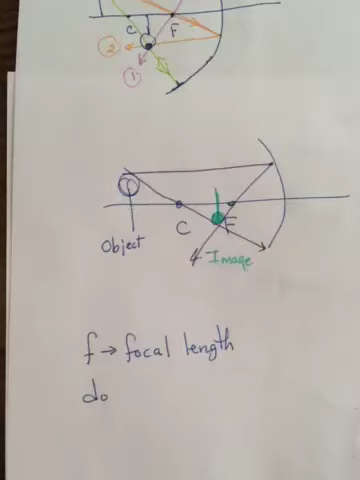 C F
②
①
C F
Object
Image
f → focal length
do